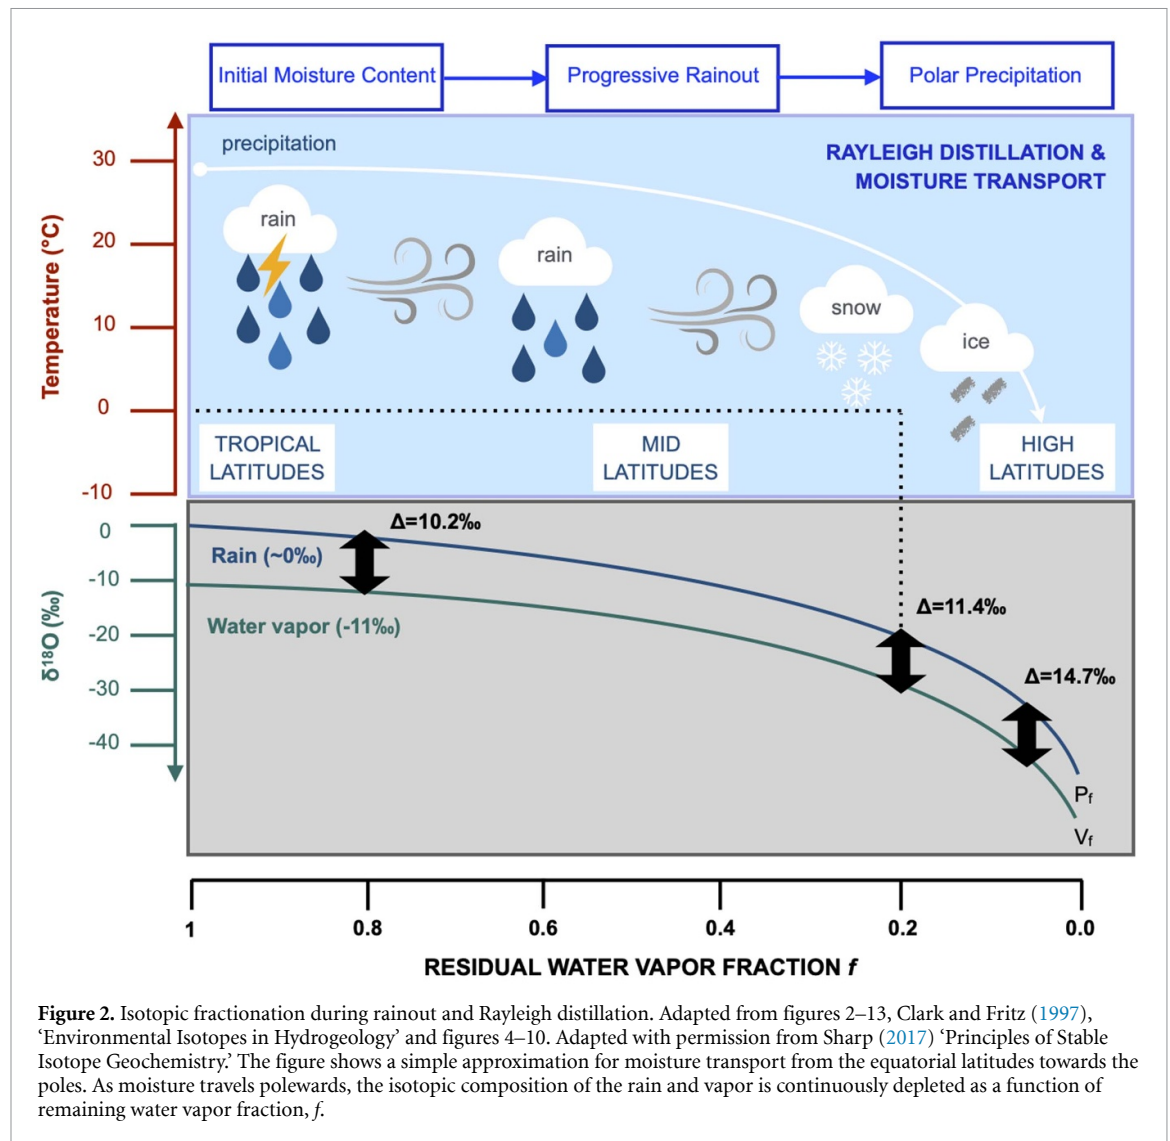 Initial Moisture Content
Progressive Rainout
Polar Precipitation
precipitation
RAYLEIGH DISTILLATION &
MOISTURE TRANSPORT
Temperature (°C)
30
20
10
0
-10
rain
rain
snow
ice
TROPICAL
LATITUDES
MID
LATITUDES
HIGH
LATITUDES
δ¹⁸O (‰)
0
-10
-20
-30
-40
Δ=10.2‰
Rain (~0‰)
Water vapor (-11‰)
Δ=11.4‰
Δ=14.7‰
Pf
Vf
1
0.8
0.6
0.4
0.2
0.0
RESIDUAL WATER VAPOR FRACTION f
Figure 2. Isotopic fractionation during rainout and Rayleigh distillation. Adapted from figures 2–13, Clark and Fritz (1997),
‘Environmental Isotopes in Hydrogeology’ and figures 4–10. Adapted with permission from Sharp (2017) ‘Principles of Stable
Isotope Geochemistry.’ The figure shows a simple approximation for moisture transport from the equatorial latitudes towards the
poles. As moisture travels polewards, the isotopic composition of the rain and vapor is continuously depleted as a function of
remaining water vapor fraction, f.